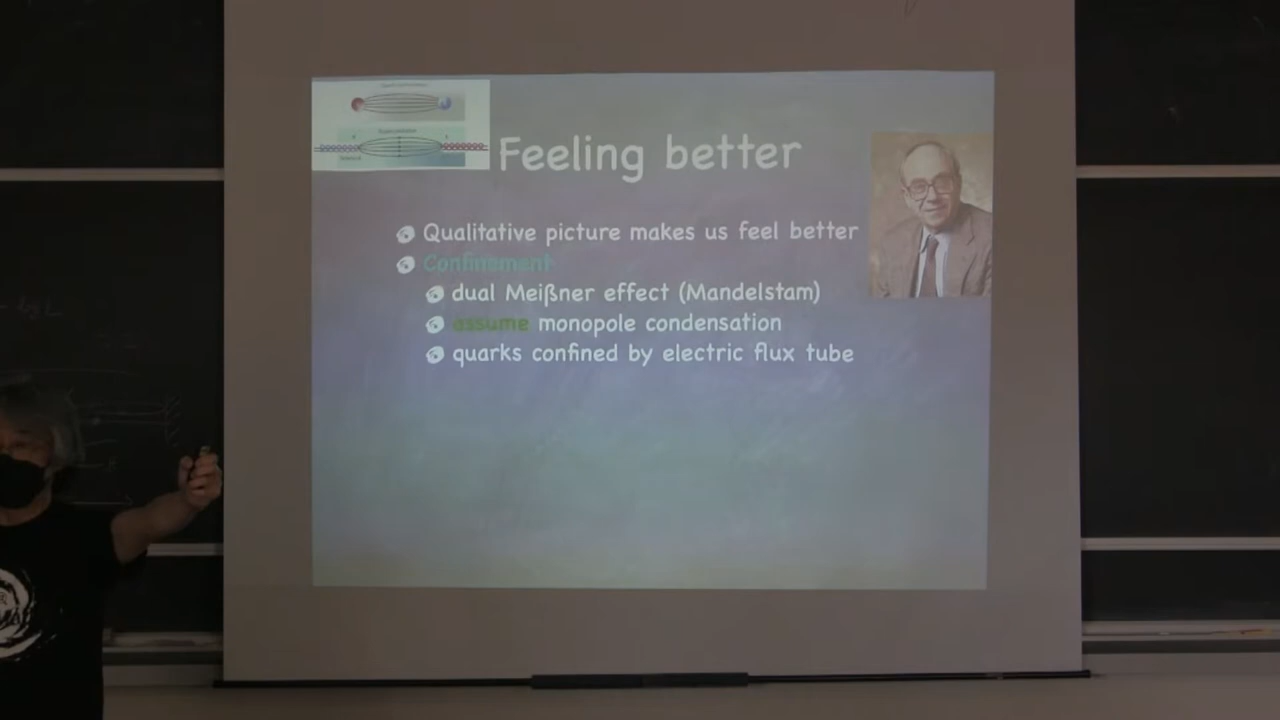 Feeling better
Qualitative picture makes us feel better
Confinement
dual Meißner effect (Mandelstam)
assume monopole condensation
quarks confined by electric flux tube